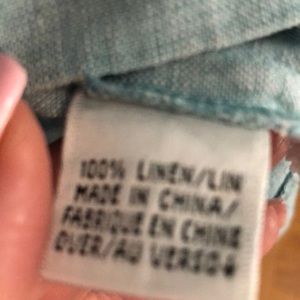 100% LINEN/LIN
MADE IN CHINA/
FABRIQUE EN CHINE
OVER/AU VERSO